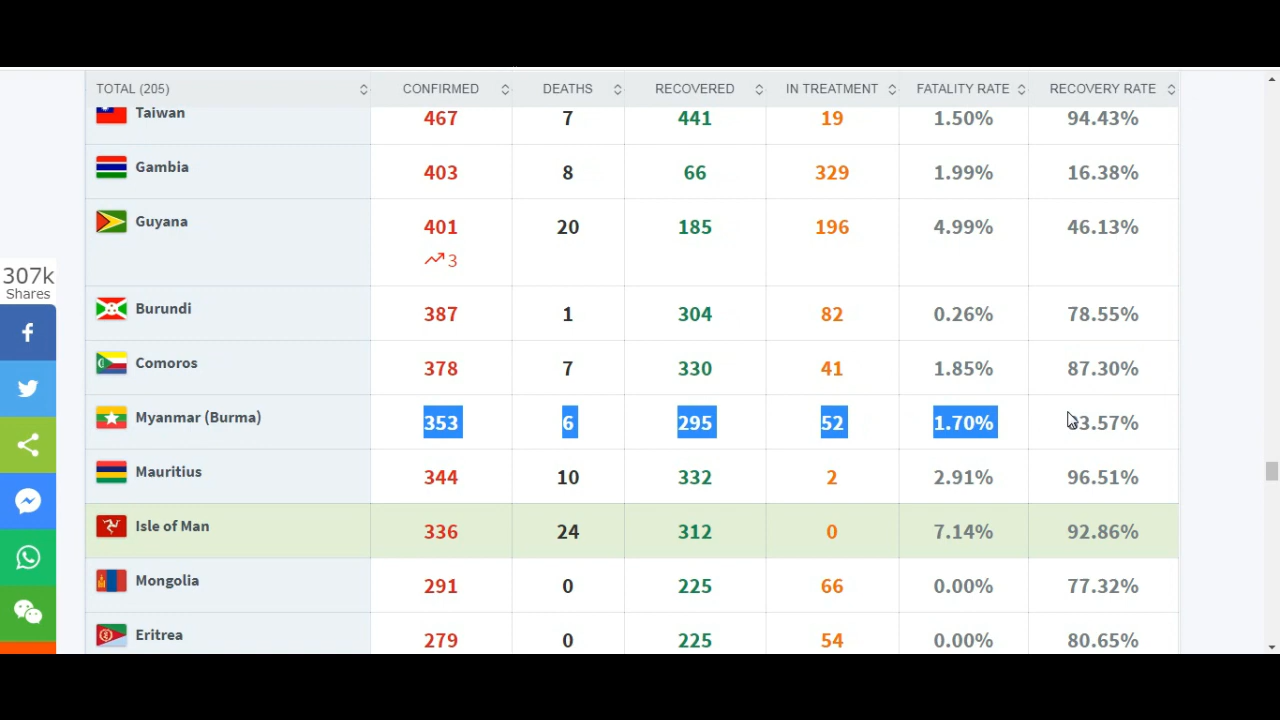 TOTAL (205) CONFIRMED DEATHS RECOVERED IN TREATMENT FATALITY RATE RECOVERY RATE
Taiwan 467 7 441 19 1.50% 94.43%
Gambia 403 8 66 329 1.99% 16.38%
Guyana 401 20 185 196 4.99% 46.13%
3
307k
Shares
Burundi 387 1 304 82 0.26% 78.55%
Comoros 378 7 330 41 1.85% 87.30%
Myanmar (Burma) 353 6 295 52 1.70% 3.57%
Mauritius 344 10 332 2 2.91% 96.51%
Isle of Man 336 24 312 0 7.14% 92.86%
Mongolia 291 0 225 66 0.00% 77.32%
Eritrea 279 0 225 54 0.00% 80.65%